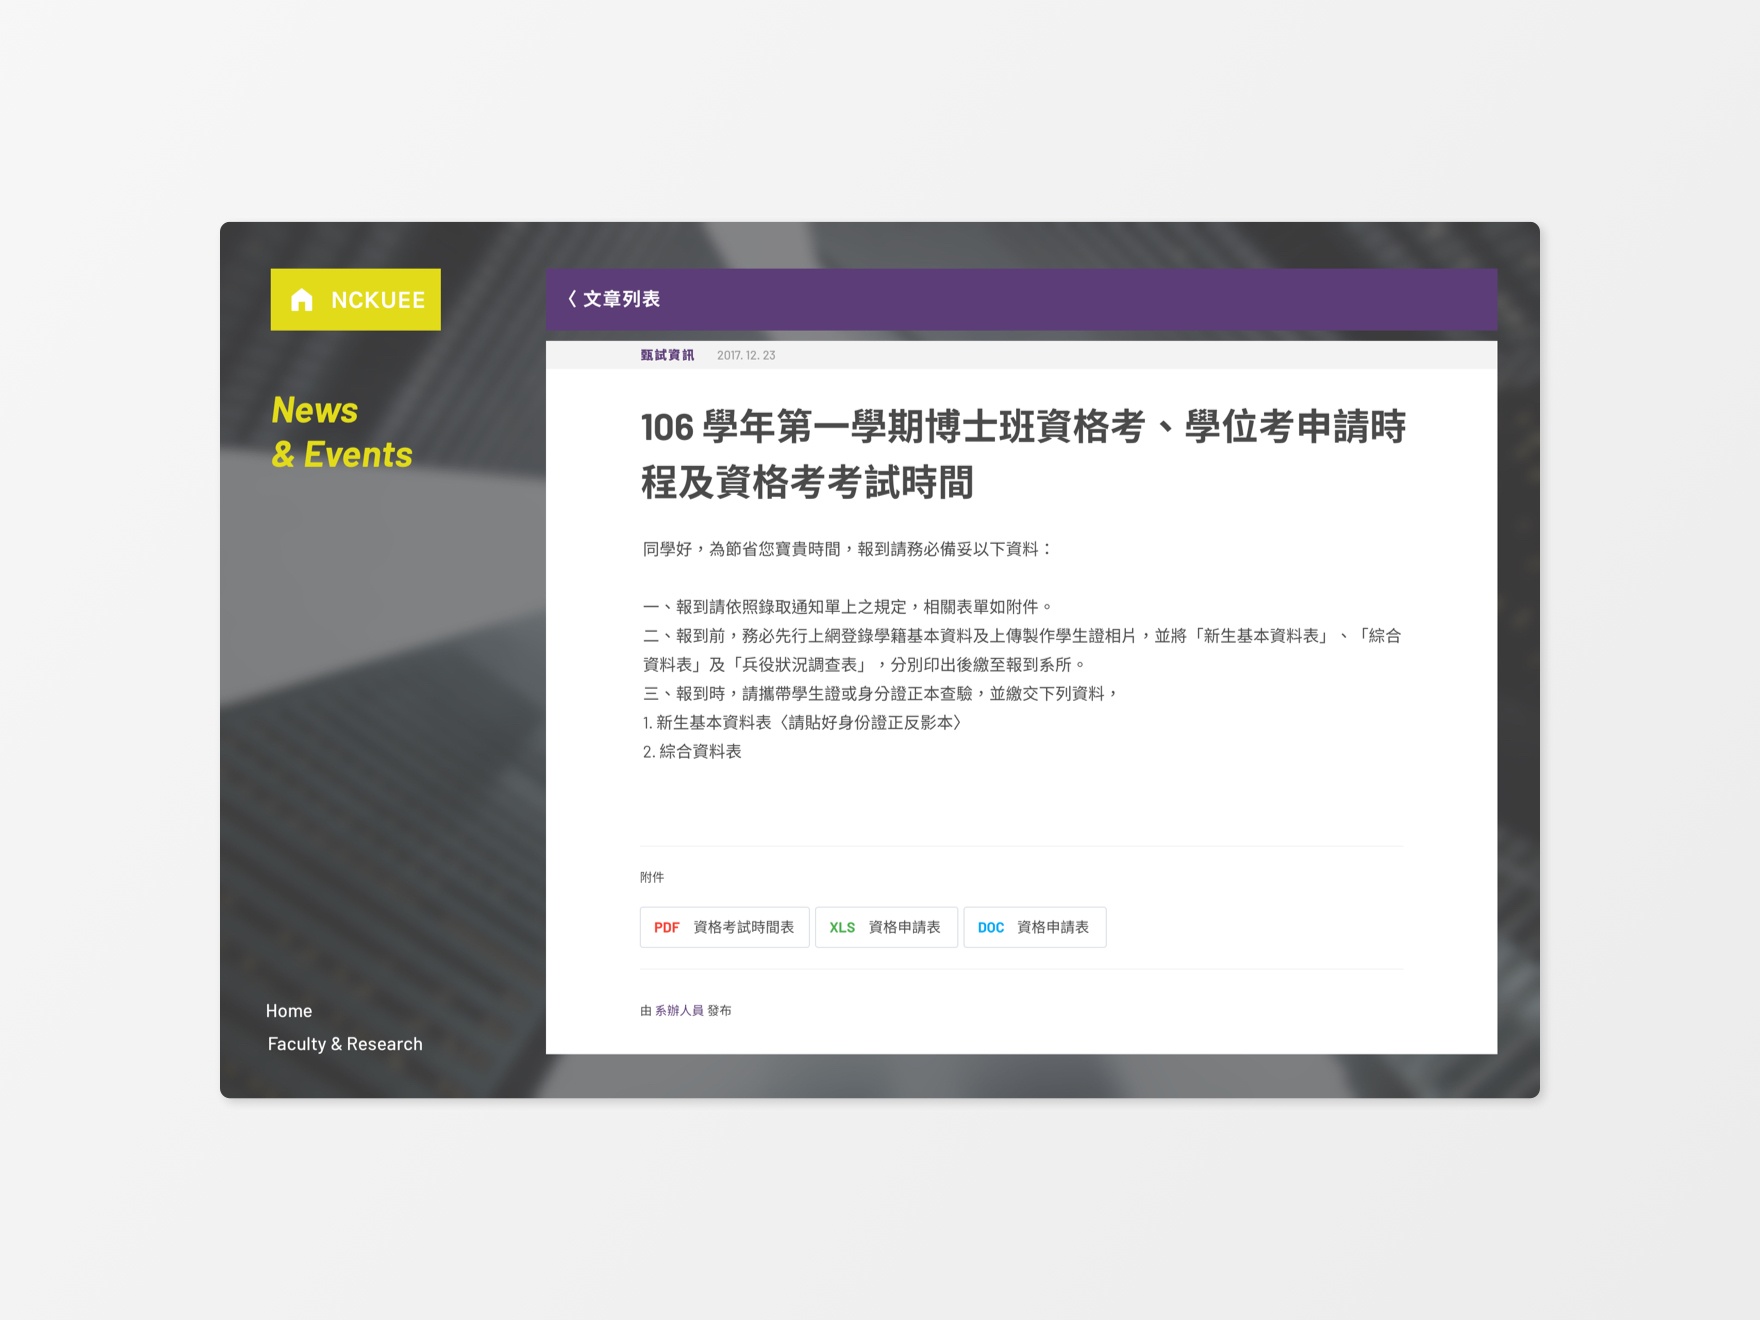 NCKUEE
News
& Events
Home
Faculty & Research
〈 文章列表
甄試資訊 2017. 12. 23
106 學年第一學期博士班資格考、學位考申請時
程及資格考考試時間
同學好，為節省您寶貴時間，報到請務必備妥以下資料：
一、報到請依照錄取通知單上之規定，相關表單如附件。
二、報到前，務必先行上網登錄學籍基本資料及上傳製作學生證相片，並將「新生基本資料表」、「綜合
資料表」及「兵役狀況調查表」，分別印出後繳至報到系所。
三、報到時，請攜帶學生證或身分證正本查驗，並繳交下列資料，
1. 新生基本資料表〈請貼好身份證正反影本〉
2. 綜合資料表
附件
PDF 資格考試時間表 XLS 資格申請表 DOC 資格申請表
由 系辦人員 發布